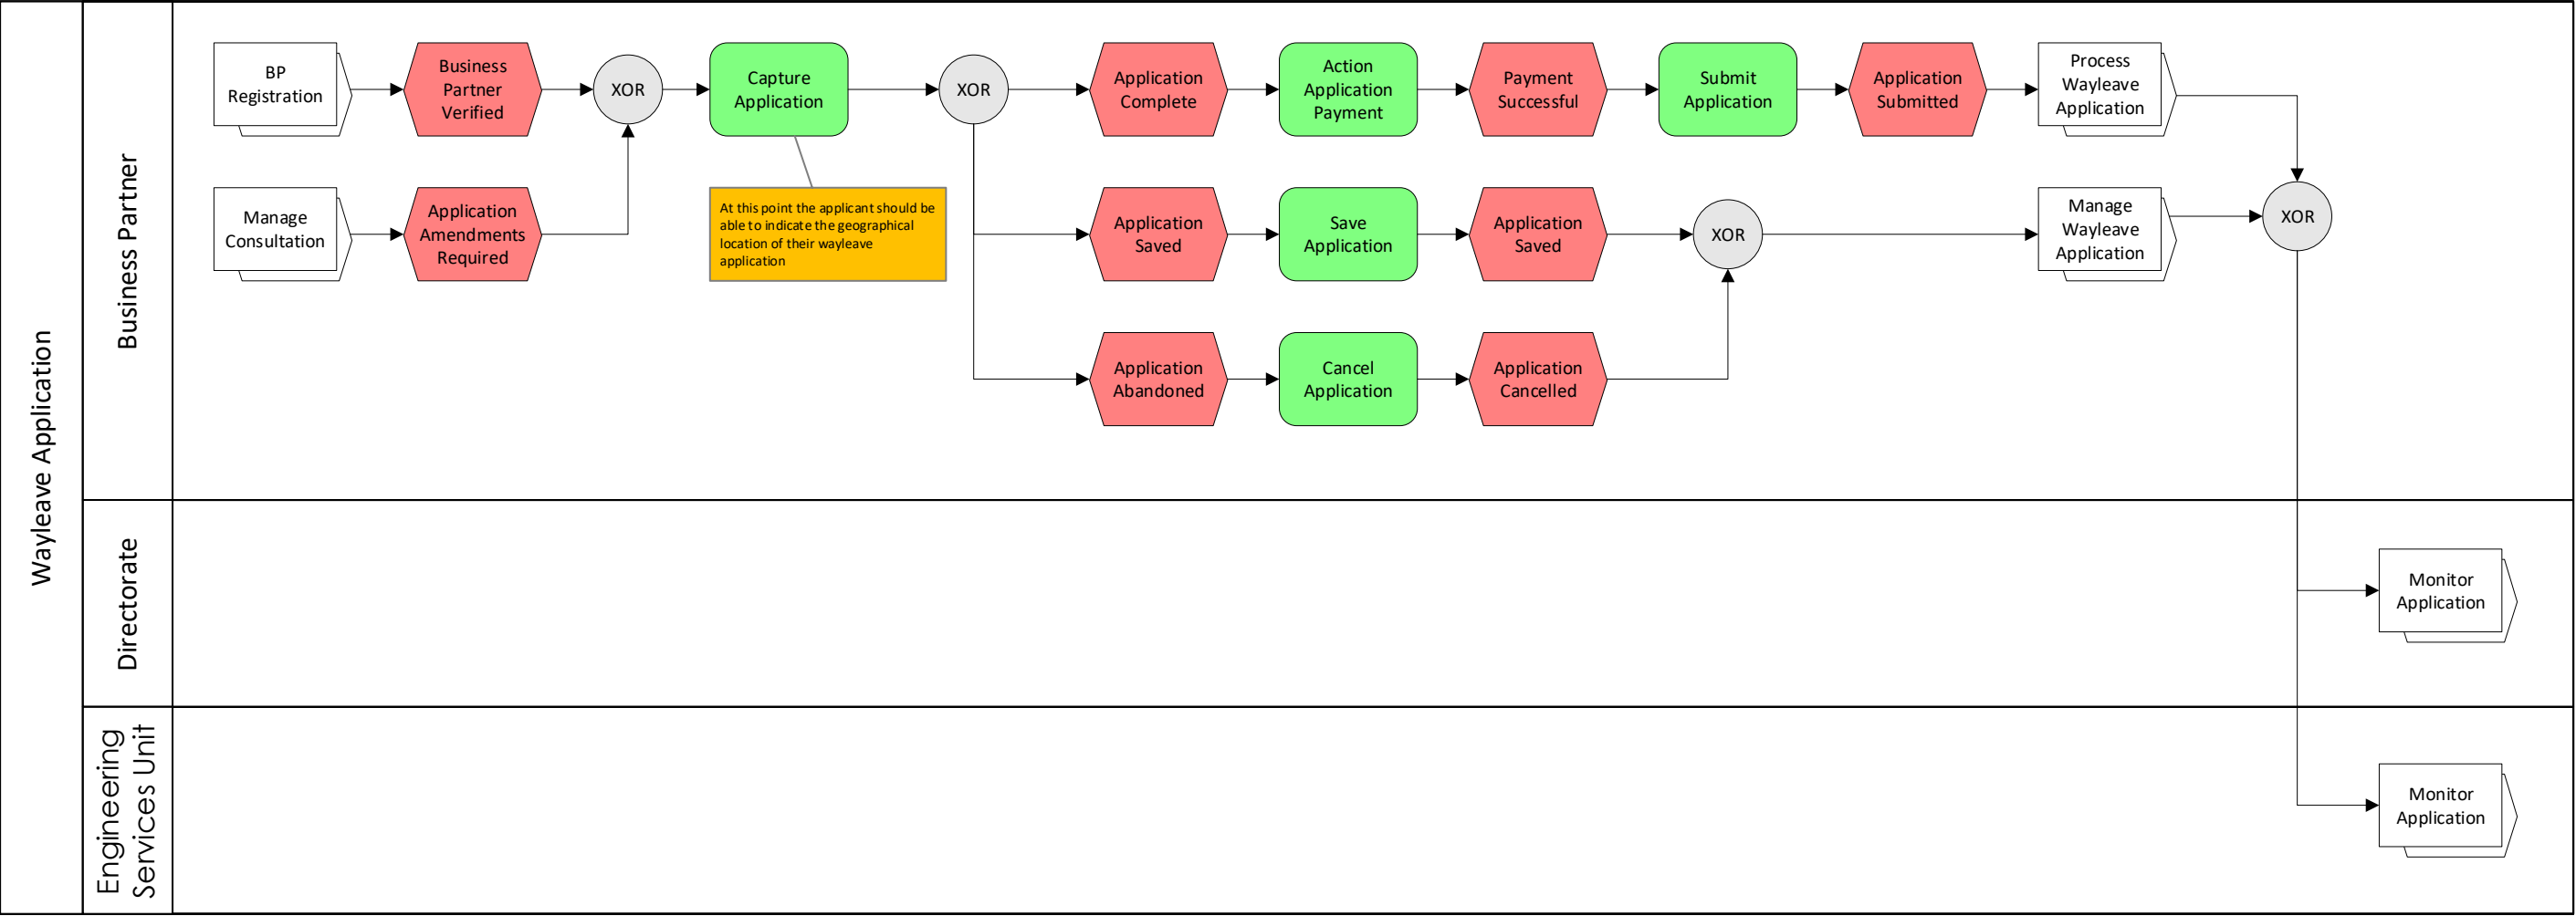 Wayleave Application
Business Partner
BP
Registration
Business
Partner
Verified
XOR
Capture
Application
XOR
Application
Complete
Action
Application
Payment
Payment
Successful
Submit
Application
Application
Submitted
Process
Wayleave
Application
Manage
Consultation
Application
Amendments
Required
At this point the applicant should be
able to indicate the geographical
location of their wayleave
application
Application
Saved
Save
Application
Application
Saved
XOR
Manage
Wayleave
Application
XOR
Application
Abandoned
Cancel
Application
Application
Cancelled
Directorate
Monitor
Application
Engineering
Services Unit
Monitor
Application